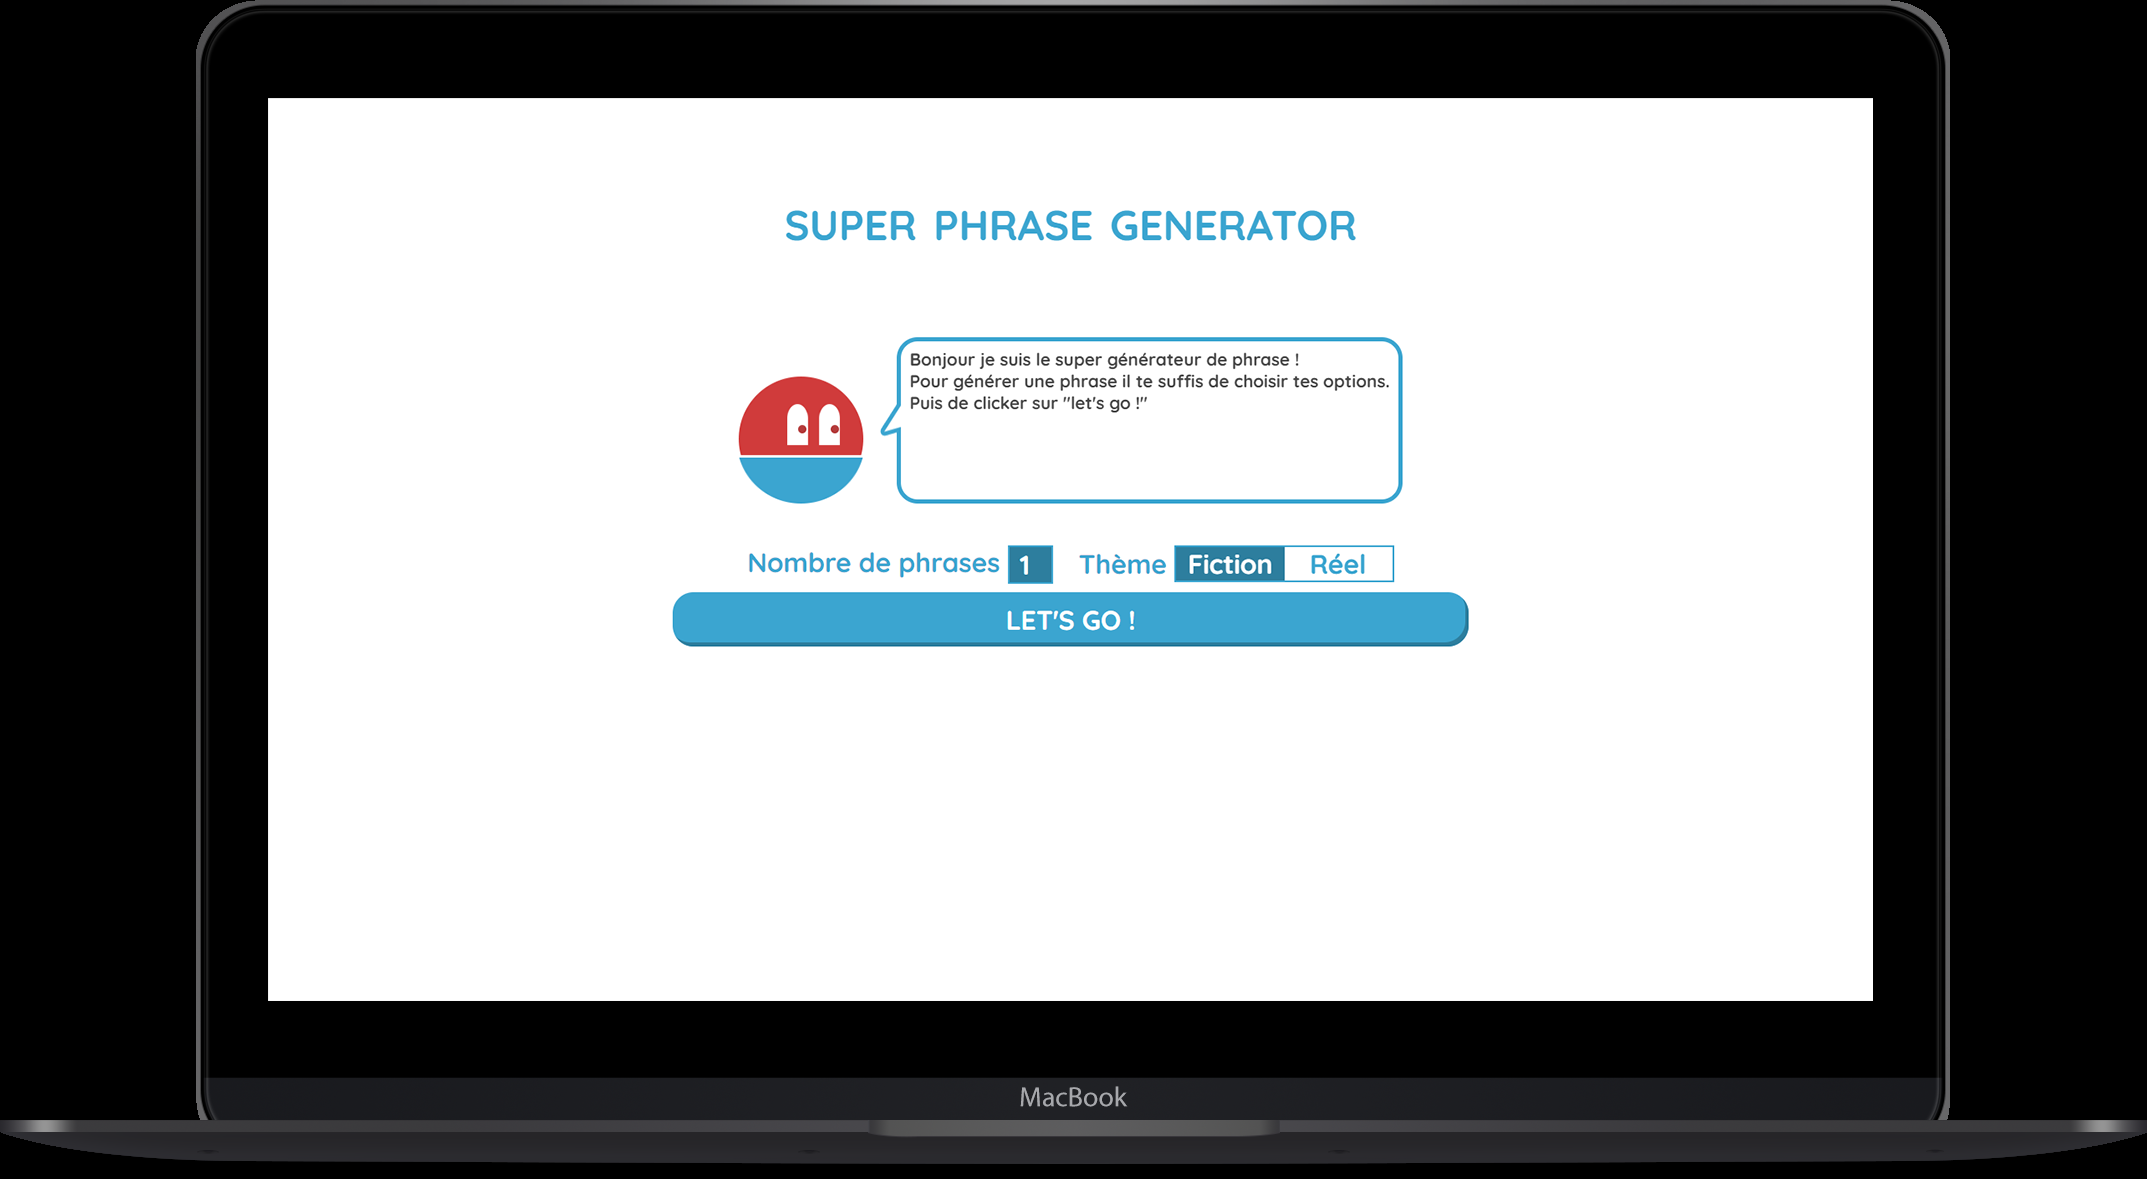 SUPER PHRASE GENERATOR
Bonjour je suis le super générateur de phrase !
Pour générer une phrase il te suffis de choisir tes options.
Puis de clicker sur "let's go !"
Nombre de phrases 1 Thème Fiction Réel
LET'S GO !
MacBook